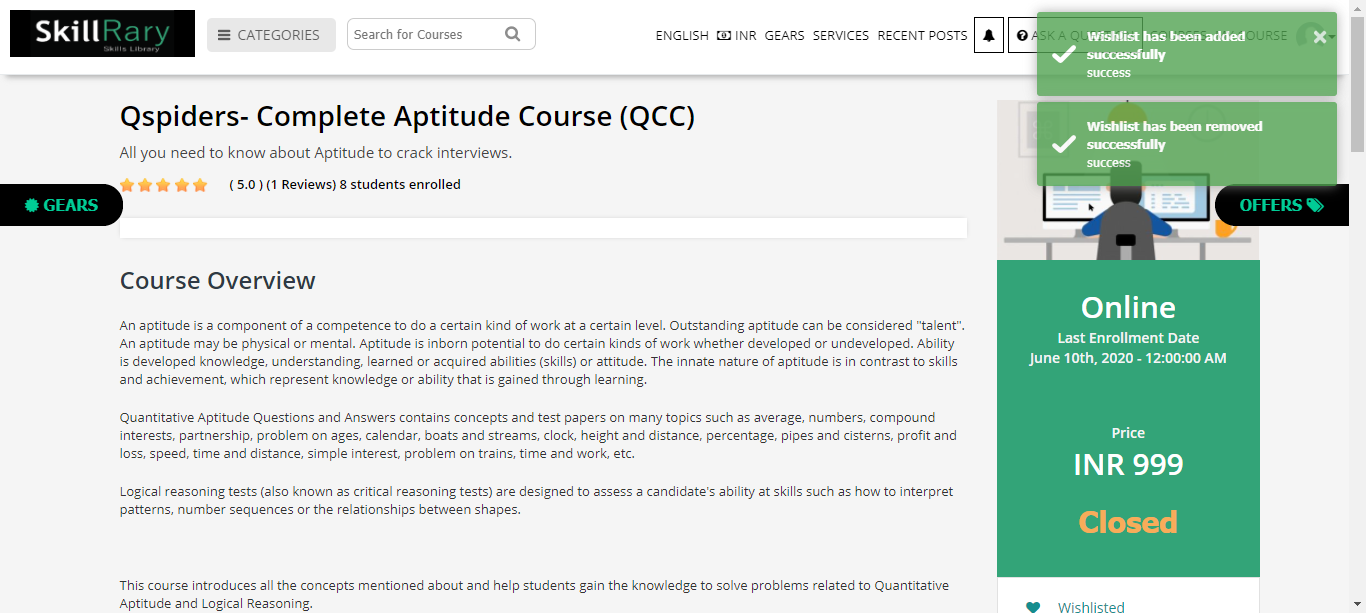 SkillRary
Skills Library
CATEGORIES
Search for Courses
ENGLISH INR GEARS SERVICES RECENT POSTS
ASK A QU
COURSE
Wishlist has been added
successfully
success
Wishlist has been removed
successfully
success
Qspiders- Complete Aptitude Course (QCC)
All you need to know about Aptitude to crack interviews.
( 5.0 ) (1 Reviews) 8 students enrolled
GEARS
OFFERS
Course Overview
An aptitude is a component of a competence to do a certain kind of work at a certain level. Outstanding aptitude can be considered "talent".
An aptitude may be physical or mental. Aptitude is inborn potential to do certain kinds of work whether developed or undeveloped. Ability
is developed knowledge, understanding, learned or acquired abilities (skills) or attitude. The innate nature of aptitude is in contrast to skills
and achievement, which represent knowledge or ability that is gained through learning.
Quantitative Aptitude Questions and Answers contains concepts and test papers on many topics such as average, numbers, compound
interests, partnership, problem on ages, calendar, boats and streams, clock, height and distance, percentage, pipes and cisterns, profit and
loss, speed, time and distance, simple interest, problem on trains, time and work, etc.
Logical reasoning tests (also known as critical reasoning tests) are designed to assess a candidate's ability at skills such as how to interpret
patterns, number sequences or the relationships between shapes.
This course introduces all the concepts mentioned about and help students gain the knowledge to solve problems related to Quantitative
Aptitude and Logical Reasoning.
Online
Last Enrollment Date
June 10th, 2020 - 12:00:00 AM
Price
INR 999
Closed
Wishlisted